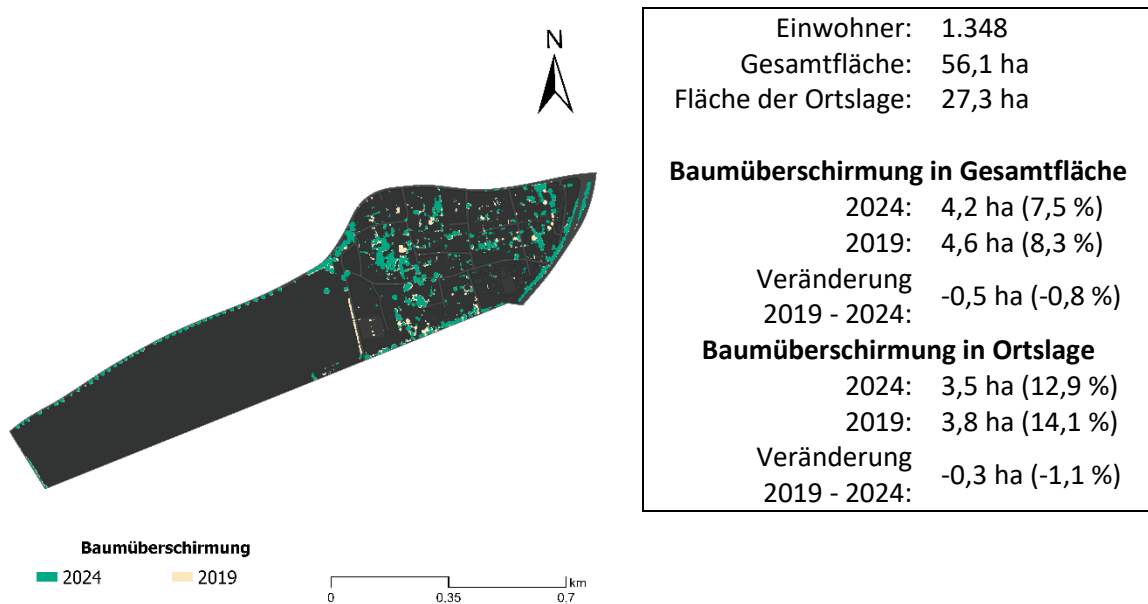 N
Einwohner: 1.348
Gesamtfläche: 56,1 ha
Fläche der Ortslage: 27,3 ha
Baumüberschirmung in Gesamtfläche
2024: 4,2 ha (7,5 %)
2019: 4,6 ha (8,3 %)
Veränderung
2019 - 2024: -0,5 ha (-0,8 %)
Baumüberschirmung in Ortslage
2024: 3,5 ha (12,9 %)
2019: 3,8 ha (14,1 %)
Veränderung
2019 - 2024: -0,3 ha (-1,1 %)
Baumüberschirmung
2024 2019
km
0 0,35 0,7